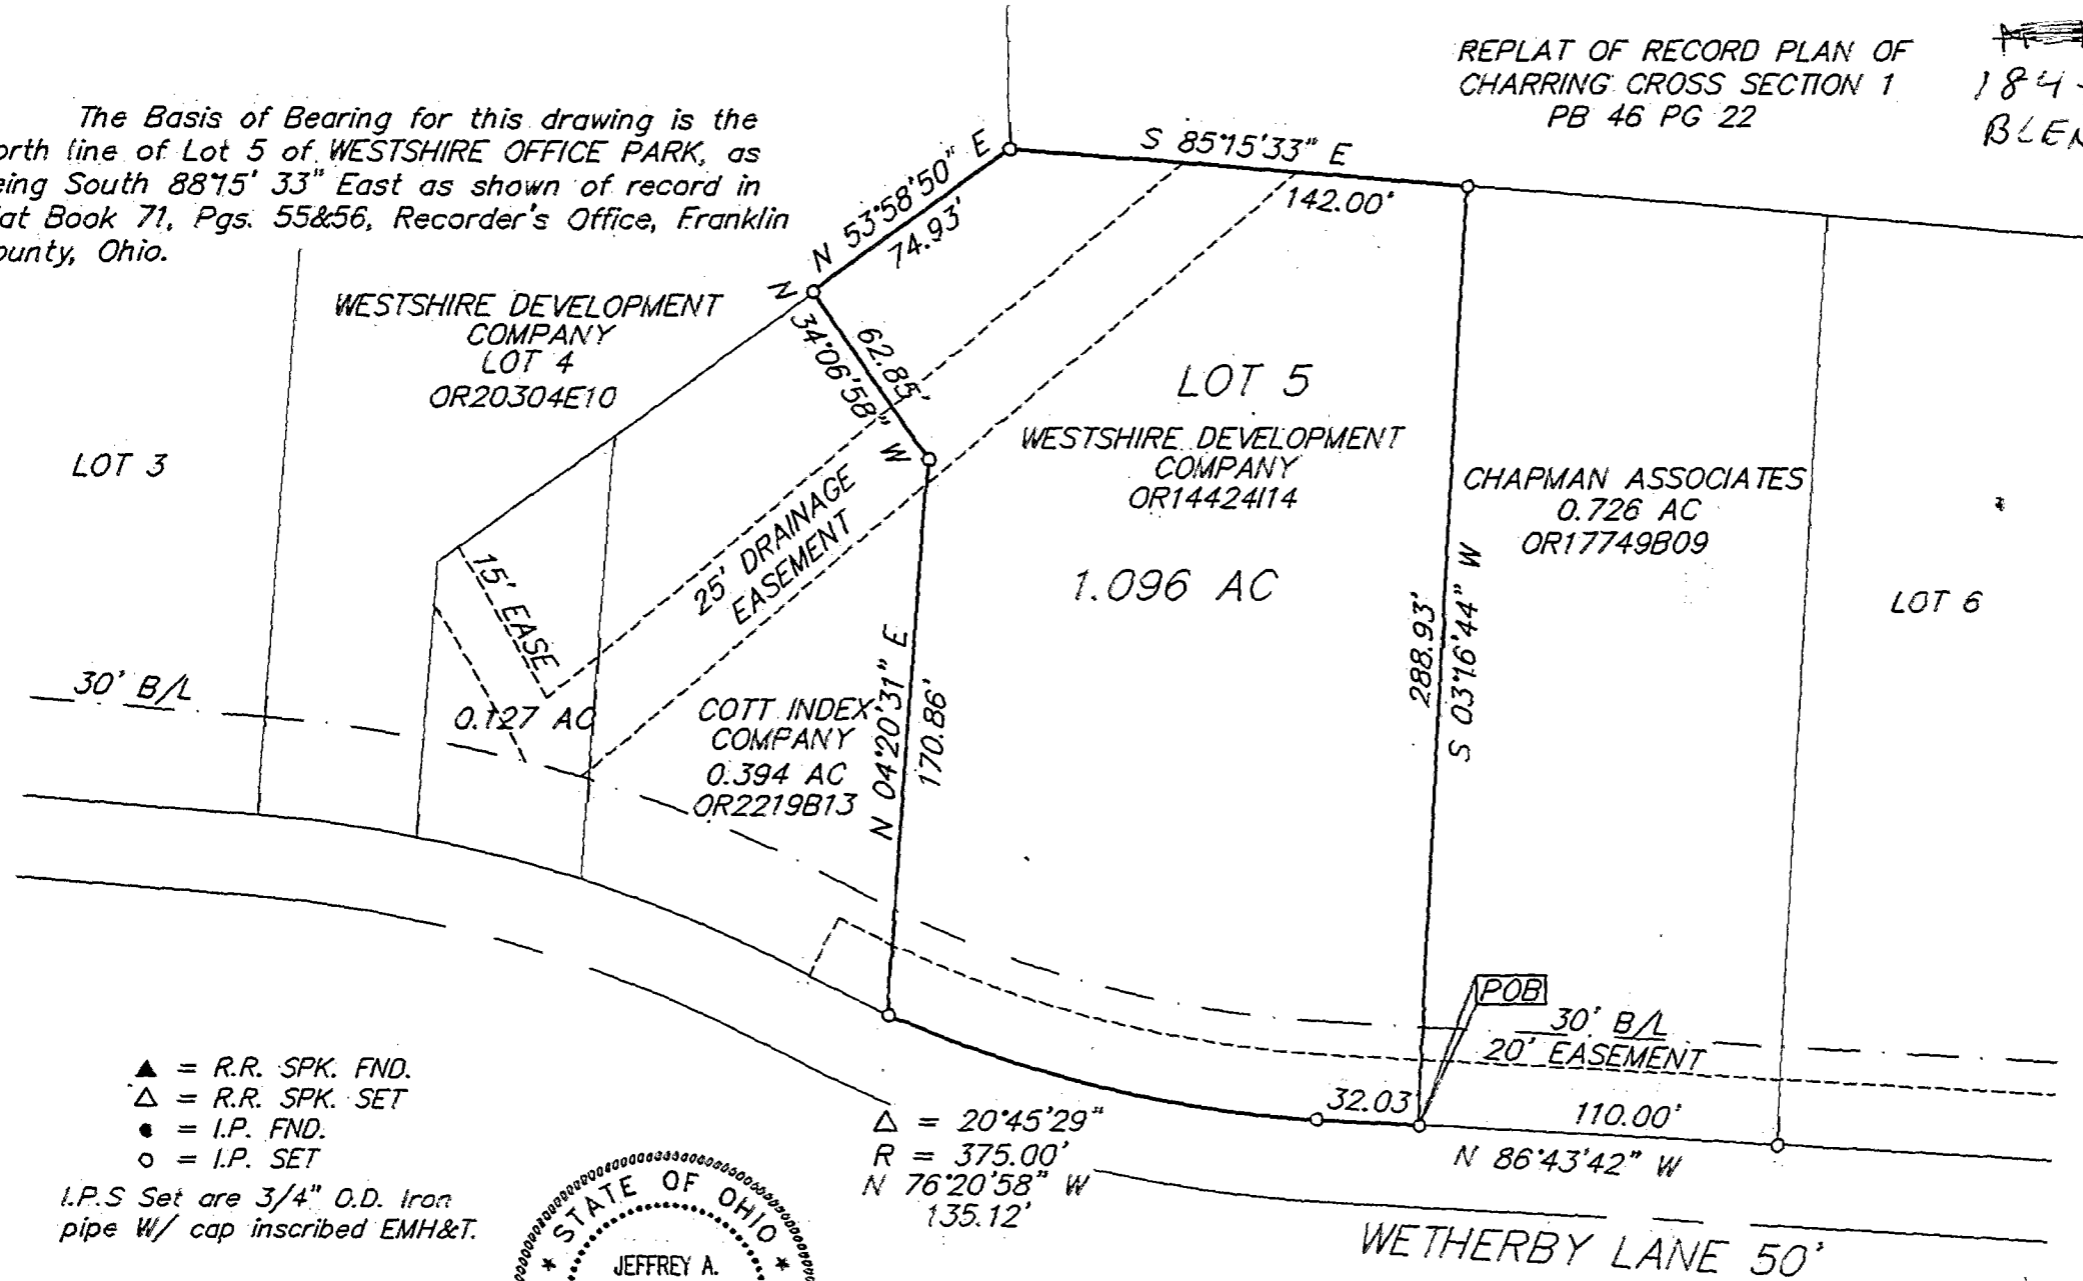 REPLAT OF RECORD PLAN OF
CHARRING CROSS SECTION 1
PB 46 PG 22
184-
BLEN
The Basis of Bearing for this drawing is the
orth line of Lot 5 of WESTSHIRE OFFICE PARK, as
eing South 88°15' 33" East as shown of record in
at Book 71, Pgs. 55&56, Recorder's Office, Franklin
ounty, Ohio.
S 85°15'33" E
142.00'
N 53°58'50" E
74.93'
N 34°06'58" W
62.85'
WESTSHIRE DEVELOPMENT
COMPANY
LOT 4
OR20304E10
LOT 3
LOT 5
WESTSHIRE DEVELOPMENT
COMPANY
OR14424I14
1.096 AC
CHAPMAN ASSOCIATES
0.726 AC
OR17749B09
LOT 6
25' DRAINAGE
EASEMENT
15' EASE
30' B/L
0.127 AC
COTT INDEX
COMPANY
0.394 AC
OR2219B13
N 04°20'31" E
170.86'
288.93'
S 03°16'44" W
POB
30' B/L
20' EASEMENT
32.03'
110.00'
N 86°43'42" W
Δ = 20°45'29"
R = 375.00'
N 76°20'58" W
135.12'
WETHERBY LANE 50'
▲ = R.R. SPK. FND.
△ = R.R. SPK. SET
● = I.P. FND.
○ = I.P. SET
I.P.S Set are 3/4" O.D. Iron
pipe W/ cap inscribed EMH&T.
* STATE OF OHIO *
JEFFREY A.